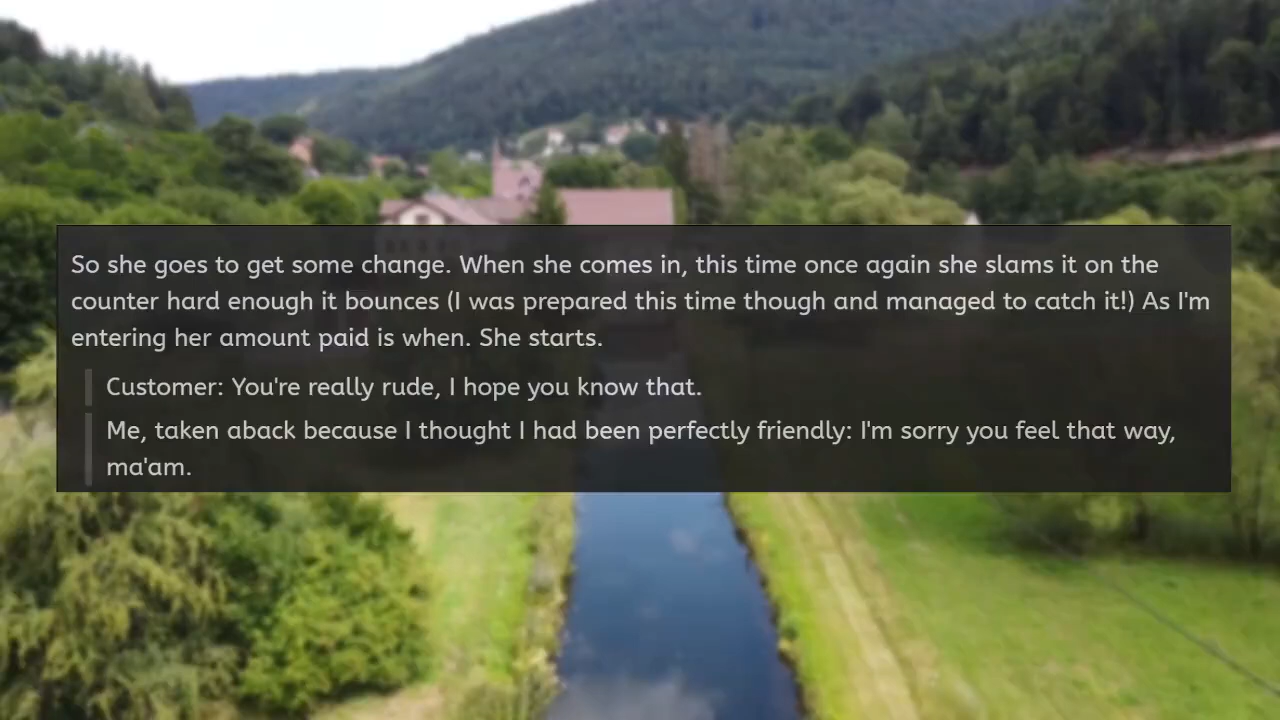 So she goes to get some change. When she comes in, this time once again she slams it on the
counter hard enough it bounces (I was prepared this time though and managed to catch it!) As I'm
entering her amount paid is when. She starts.
Customer: You're really rude, I hope you know that.
Me, taken aback because I thought I had been perfectly friendly: I'm sorry you feel that way,
ma'am.